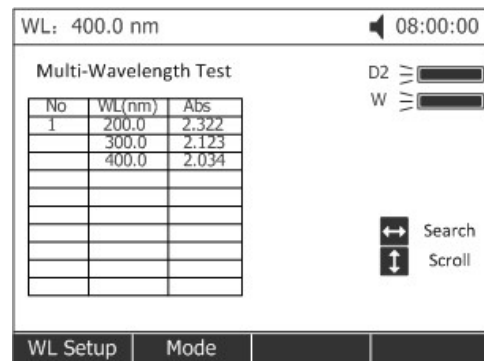 WL: 400.0 nm 08:00:00
Multi-Wavelength Test
D2
W
No WL(nm) Abs
1 200.0 2.322
300.0 2.123
400.0 2.034
Search
Scroll
WL Setup Mode